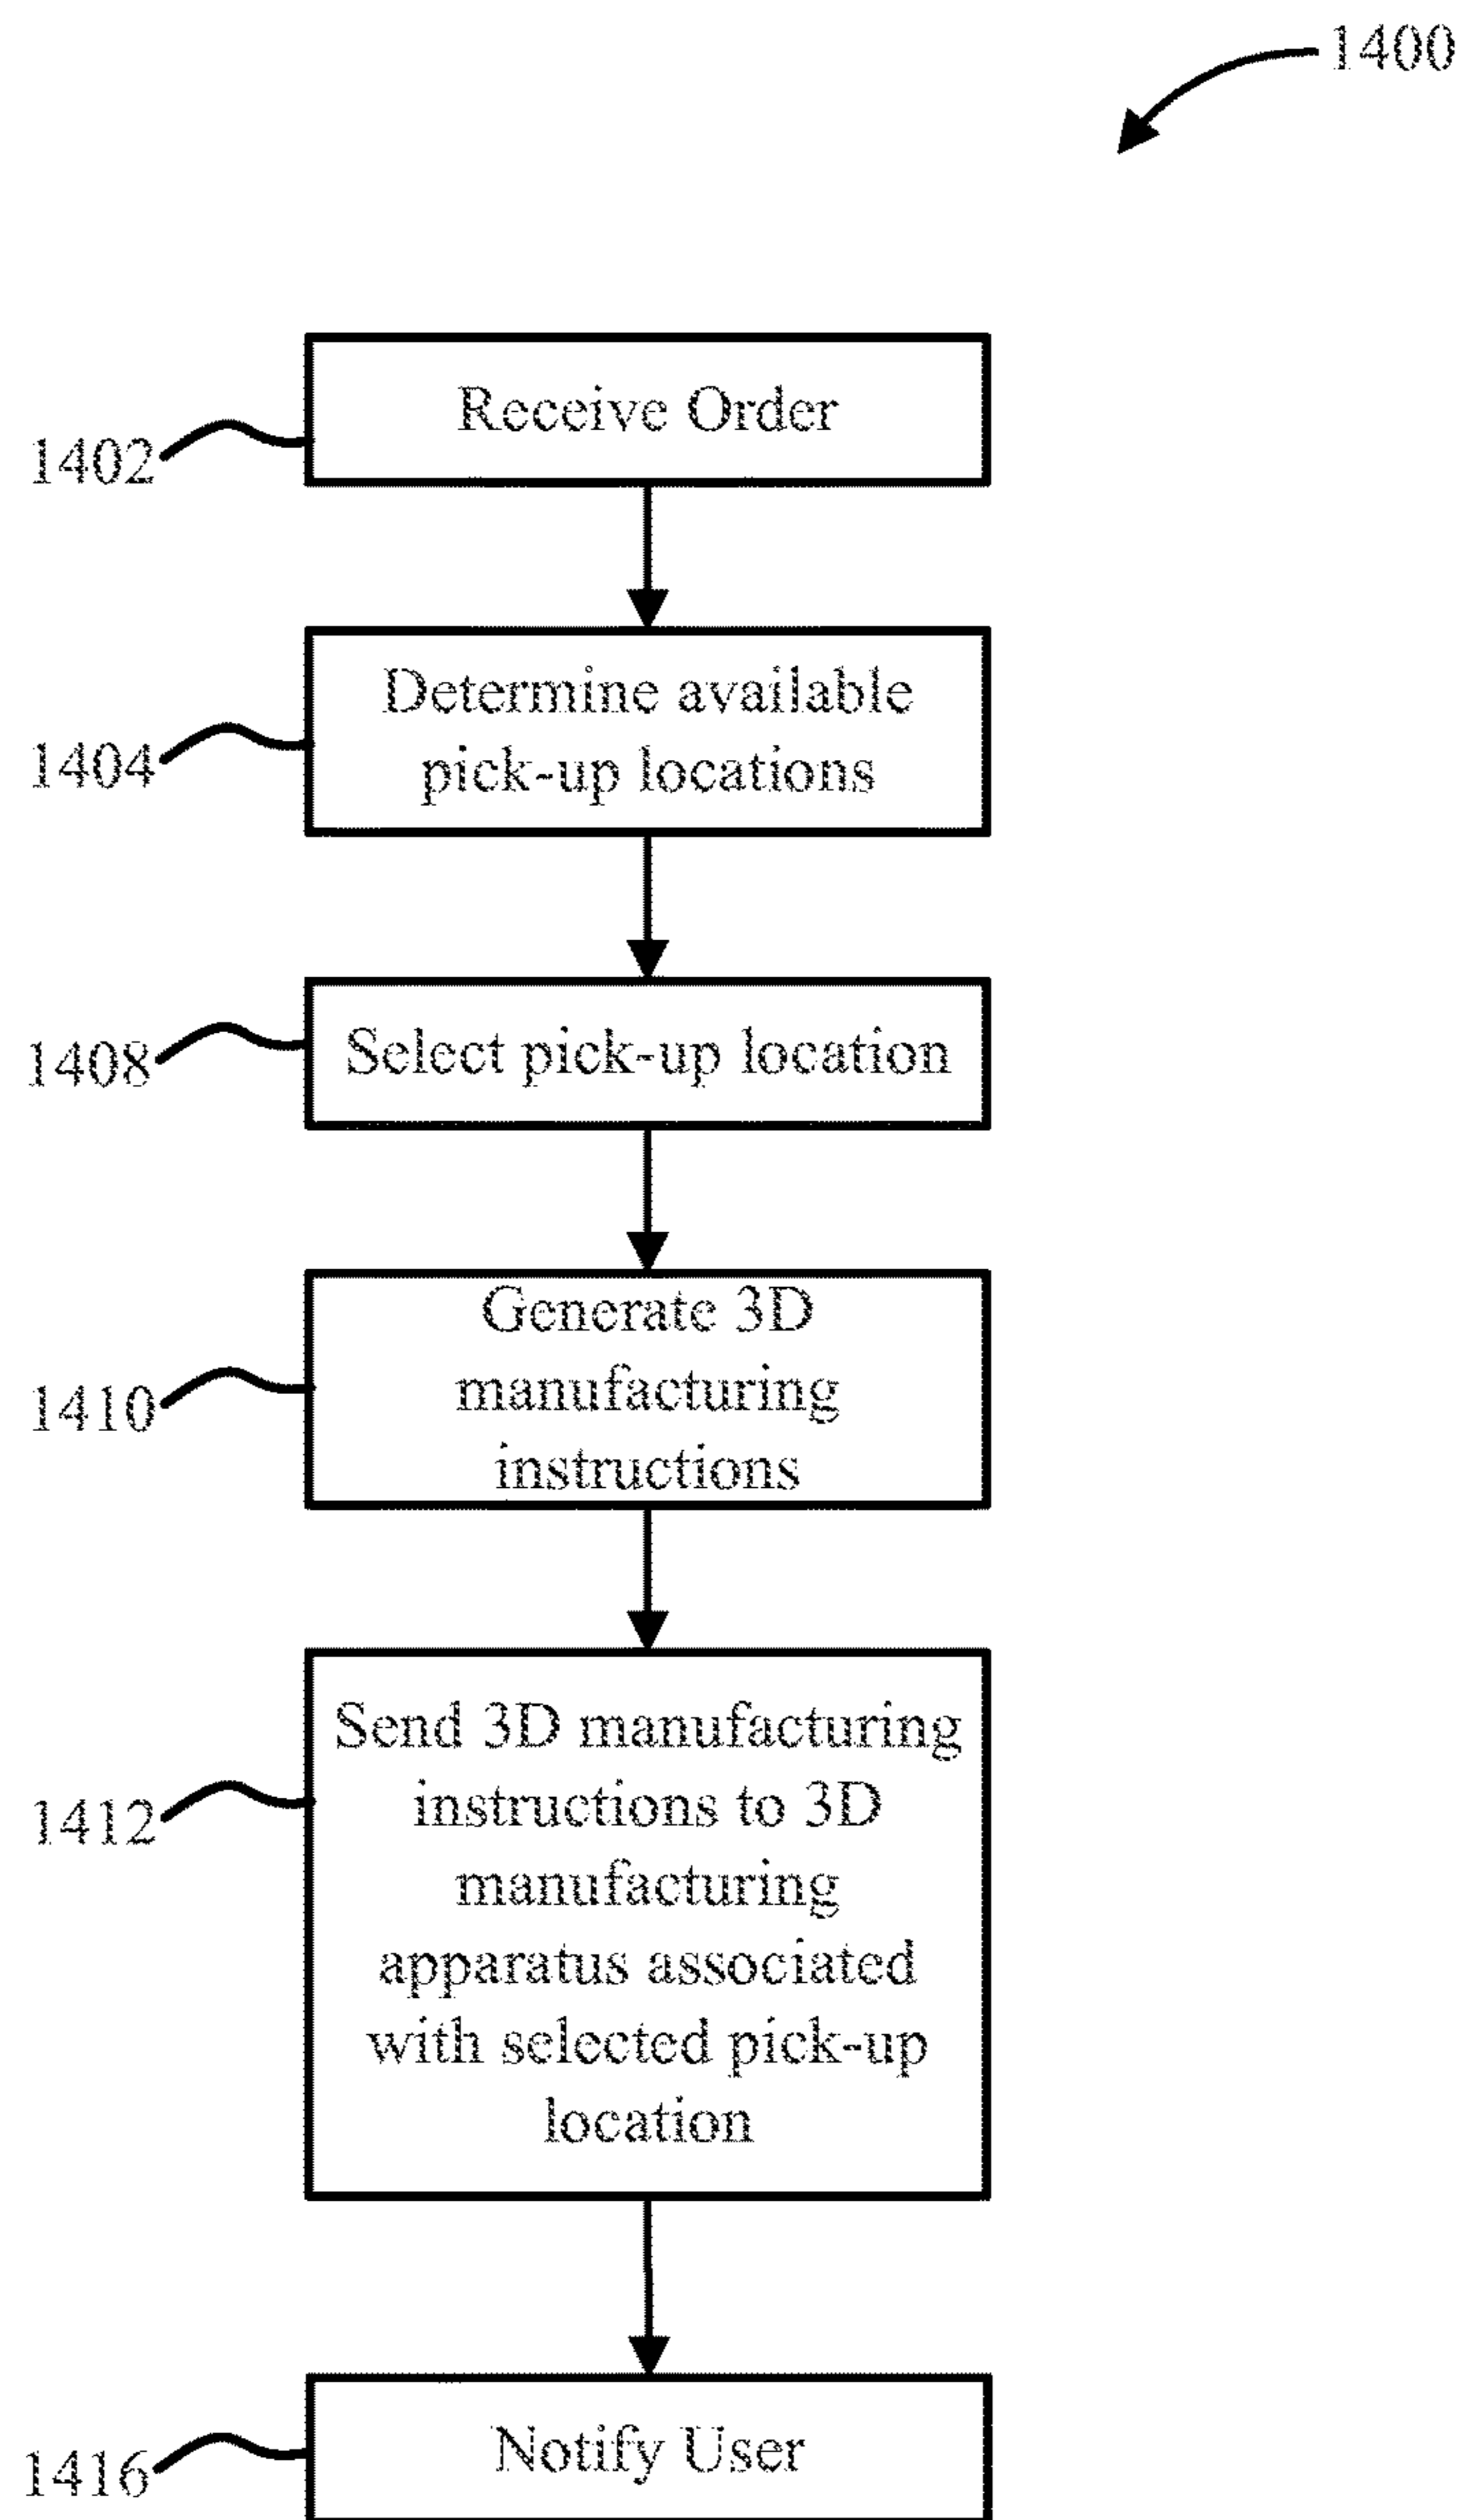 1400
Receive Order
1402
Determine available
pick-up locations
1404
Select pick-up location
1408
Generate 3D
manufacturing
instructions
1410
Send 3D manufacturing
instructions to 3D
manufacturing
apparatus associated
with selected pick-up
location
1412
Notify User
1416